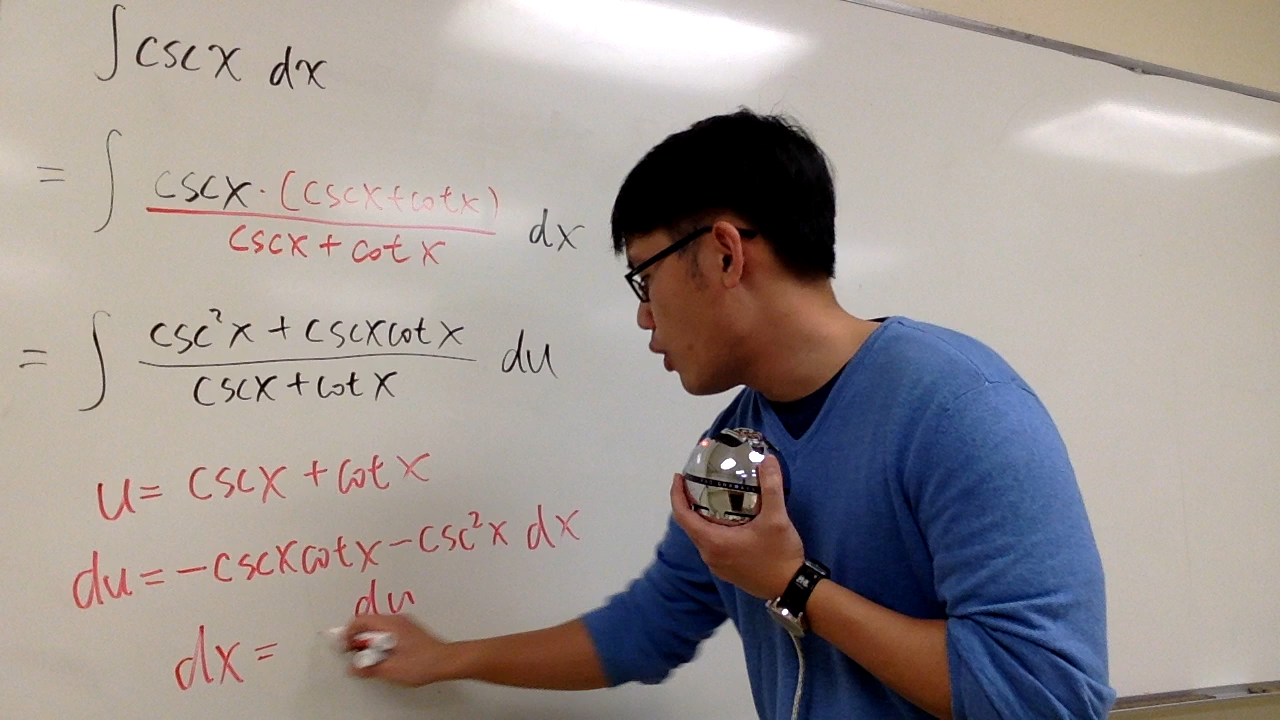 ∫ cscx dx
= ∫ cscx·(cscx+cotx) / cscx + cotx dx
= ∫ csc²x + cscxcotx / cscx + cotx du
u = cscx + cotx
du = -cscxcotx - csc²x dx
dx = du